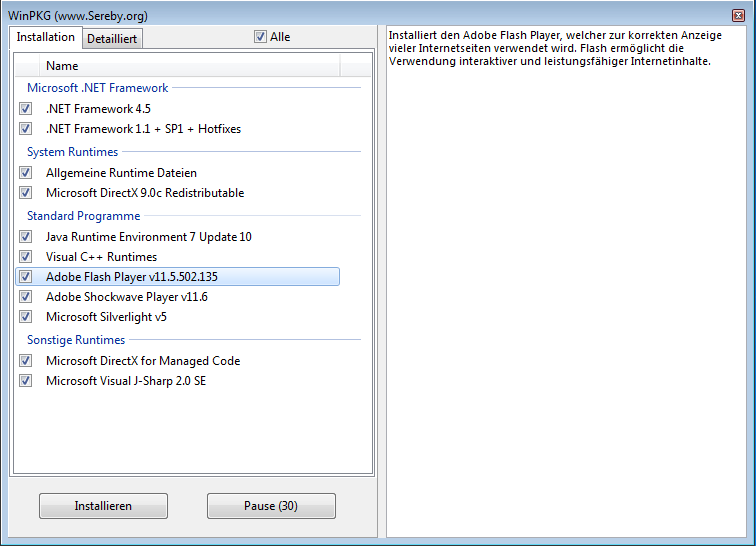 WinPKG (www.Sereby.org)
Installation
Detailliert
Alle
Name
Microsoft .NET Framework
.NET Framework 4.5
.NET Framework 1.1 + SP1 + Hotfixes
System Runtimes
Allgemeine Runtime Dateien
Microsoft DirectX 9.0c Redistributable
Standard Programme
Java Runtime Environment 7 Update 10
Visual C++ Runtimes
Adobe Flash Player v11.5.502.135
Adobe Shockwave Player v11.6
Microsoft Silverlight v5
Sonstige Runtimes
Microsoft DirectX for Managed Code
Microsoft Visual J-Sharp 2.0 SE
Installieren
Pause (30)
Installiert den Adobe Flash Player, welcher zur korrekten Anzeige
vieler Internetseiten verwendet wird. Flash ermöglicht die
Verwendung interaktiver und leistungsfähiger Internetinhalte.